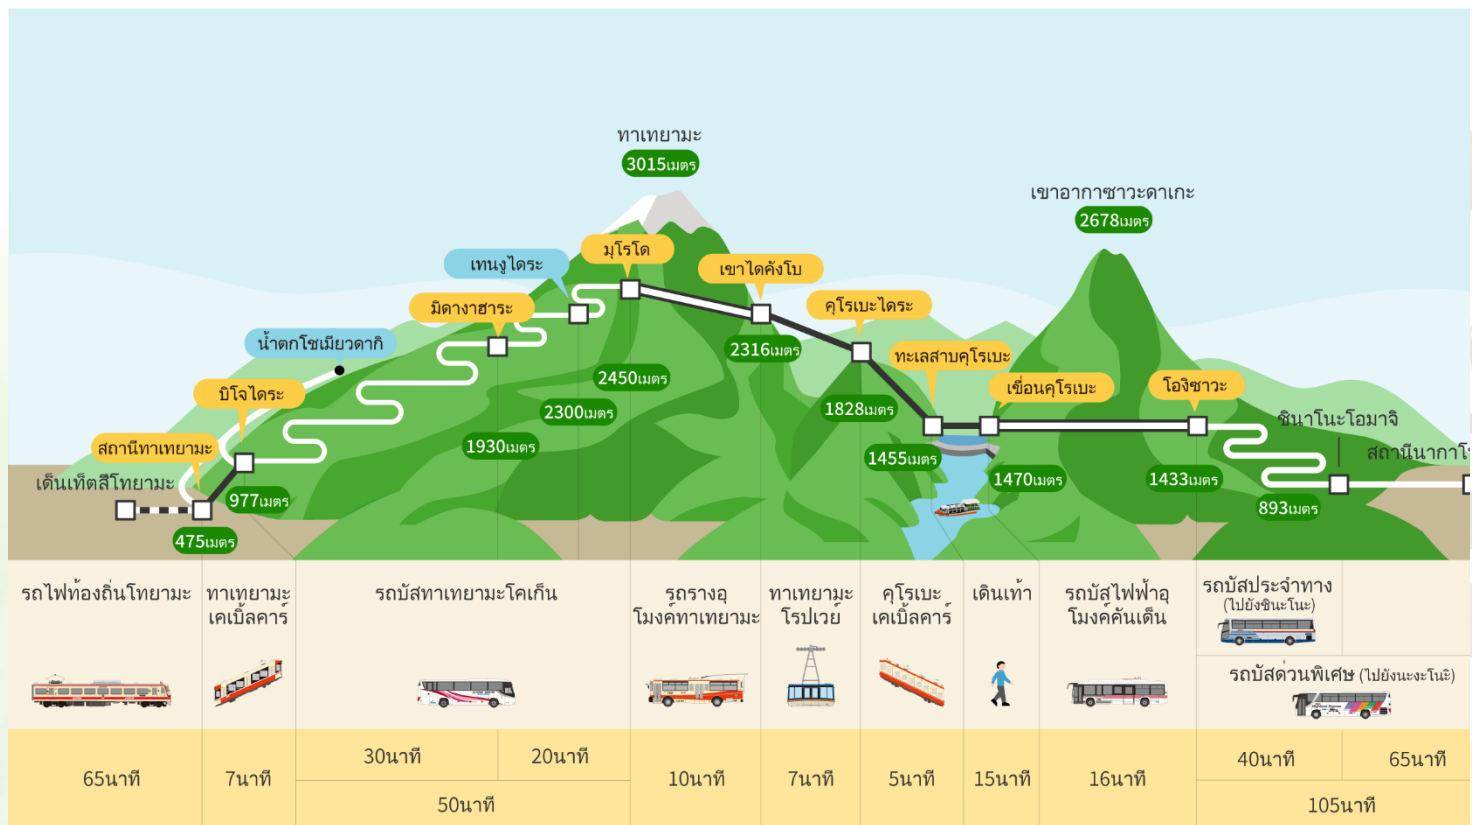 ทาเทยามะ
3015เมตร
เขาอากาซาวะดาเกะ
2678เมตร
มุโรโด
เทนงูไดระ
เขาไดคังโบ
มิดางาฮาระ
คุโรเบะไดระ
น้ำตกโชเมียวดากิ
ทะเลสาบคุโรเบะ
2316เมตร
บิโจไดระ
2450เมตร
เขื่อนคุโรเบะ
โองิซาวะ
2300เมตร
1828เมตร
ชินาโนะโอมาจิ
สถานีทาเทยามะ
1930เมตร
1455เมตร
สถานีนากาโ
เด็นเท็ตสึโทยามะ
977เมตร
1470เมตร
1433เมตร
893เมตร
475เมตร
รถไฟท้องถิ่นโทยามะ
ทาเทยามะ
เคเบิ้ลคาร์
รถบัสทาเทยามะโคเก็น
รถรางอุ
โมงค์ทาเทยามะ
ทาเทยามะ
โรปเวย์
คุโรเบะ
เคเบิ้ลคาร์
เดินเท้า
รถบัสไฟฟ้าอุ
โมงค์คันเด็น
รถบัสประจำทาง
(ไปยังชินะโนะ)
รถบัสด่วนพิเศษ (ไปยังนะงะโนะิ)
65นาที
7นาที
30นาที
20นาที
50นาที
10นาที
7นาที
5นาที
15นาที
16นาที
40นาที
65นาที
105นาที